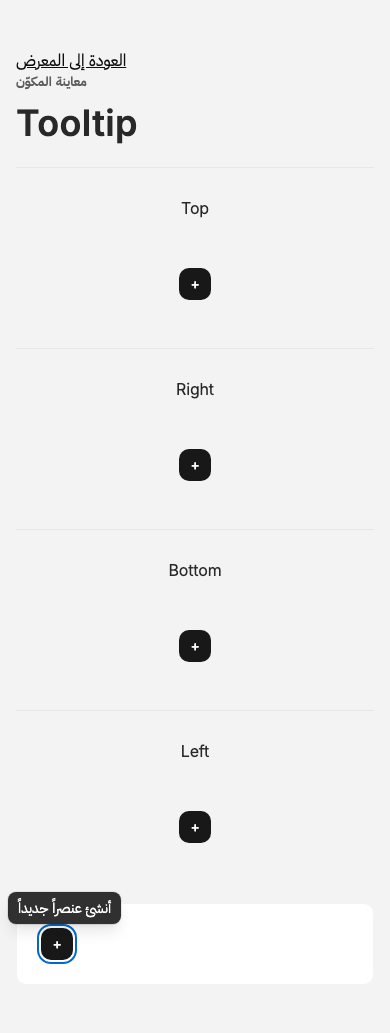 العودة إلى المعرض
معاينة المكوّن
Tooltip
Top
+
Right
+
Bottom
+
Left
+
أنشئ عنصراً جديداً
+